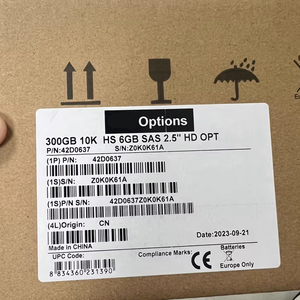 Options
300GB 10K HS 6GB SAS 2.5" HD OPT
P/N:42D0637 S/N:Z0K0K61A
(1P) P/N: 42D0637
(1S)S/N: Z0K0K61A
(1S)P/N S/N: 42D0637Z0K0K61A
(4L)Origin: CN
Made in CHINA
Date:2023-09-21
UPC Code:
8 834360 231390
Compliance Marks:
Batteries
Europe Only